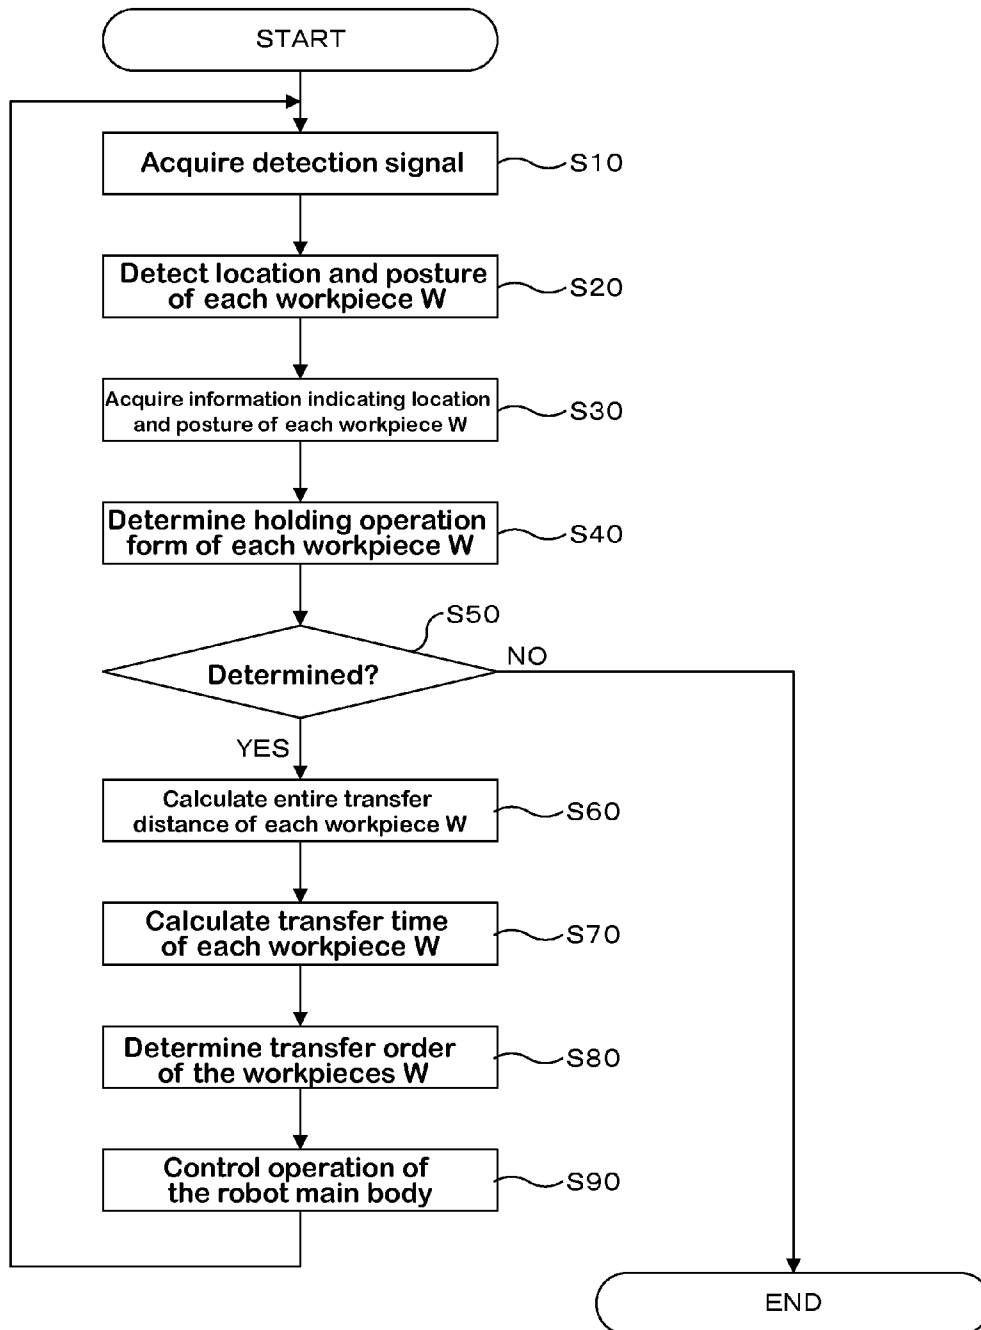 START
Acquire detection signal
S10
Detect location and posture
of each workpiece W
S20
Acquire information indicating location
and posture of each workpiece W
S30
Determine holding operation
form of each workpiece W
S40
S50
Determined?
NO
YES
Calculate entire transfer
distance of each workpiece W
S60
Calculate transfer time
of each workpiece W
S70
Determine transfer order
of the workpieces W
S80
Control operation of
the robot main body
S90
END